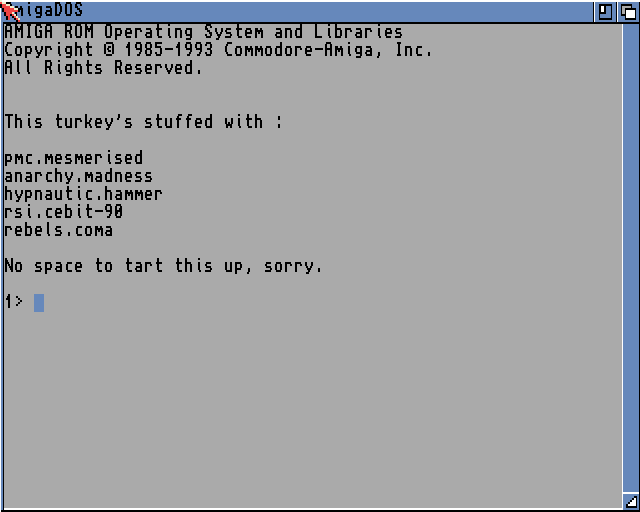 AmigaDOS
AMIGA ROM Operating System and Libraries
Copyright © 1985-1993 Commodore-Amiga, Inc.
All Rights Reserved.
This turkey's stuffed with :
pmc.mesmerised
anarchy.madness
hypnautic.hammer
rsi.cebit-90
rebels.coma
No space to tart this up, sorry.
1>